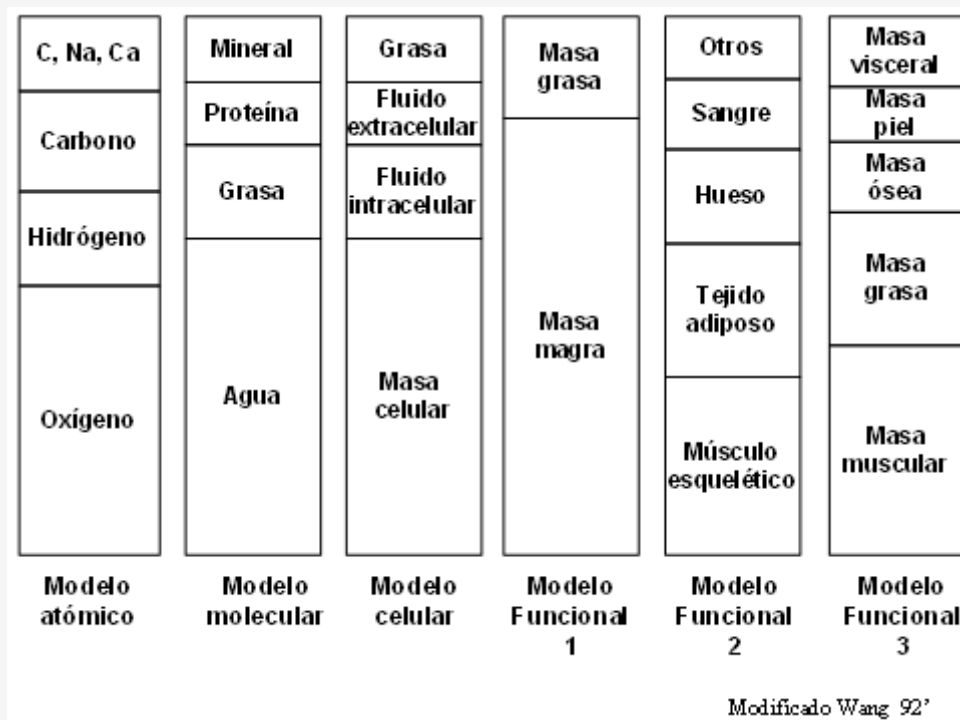 C, Na, Ca
Carbono
Hidrógeno
Oxígeno
Modelo
atómico
Mineral
Proteína
Grasa
Agua
Modelo
molecular
Grasa
Fluido
extracelular
Fluido
intracelular
Masa
celular
Modelo
celular
Masa
grasa
Masa
magra
Modelo
Funcional
1
Otros
Sangre
Hueso
Tejido
adiposo
Músculo
esquelético
Modelo
Funcional
2
Masa
visceral
Masa
piel
Masa
ósea
Masa
grasa
Masa
muscular
Modelo
Funcional
3
Modificado Wang 92’